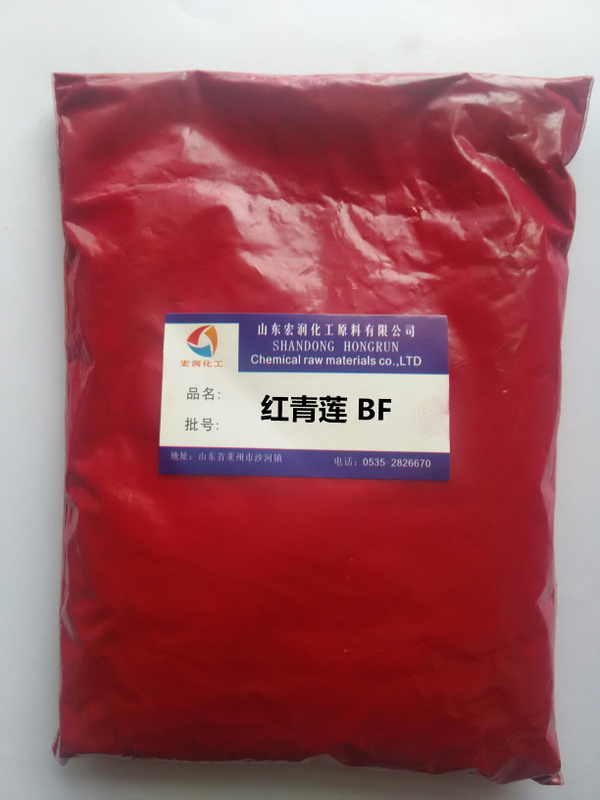 山东宏润化工原料有限公司
SHANDONG HONGRUN
Chemical raw materials co.,LTD
宏润化工
品名:
红青莲 BF
批号:
地址：山东省莱州市沙河镇
电话：0535-2826670